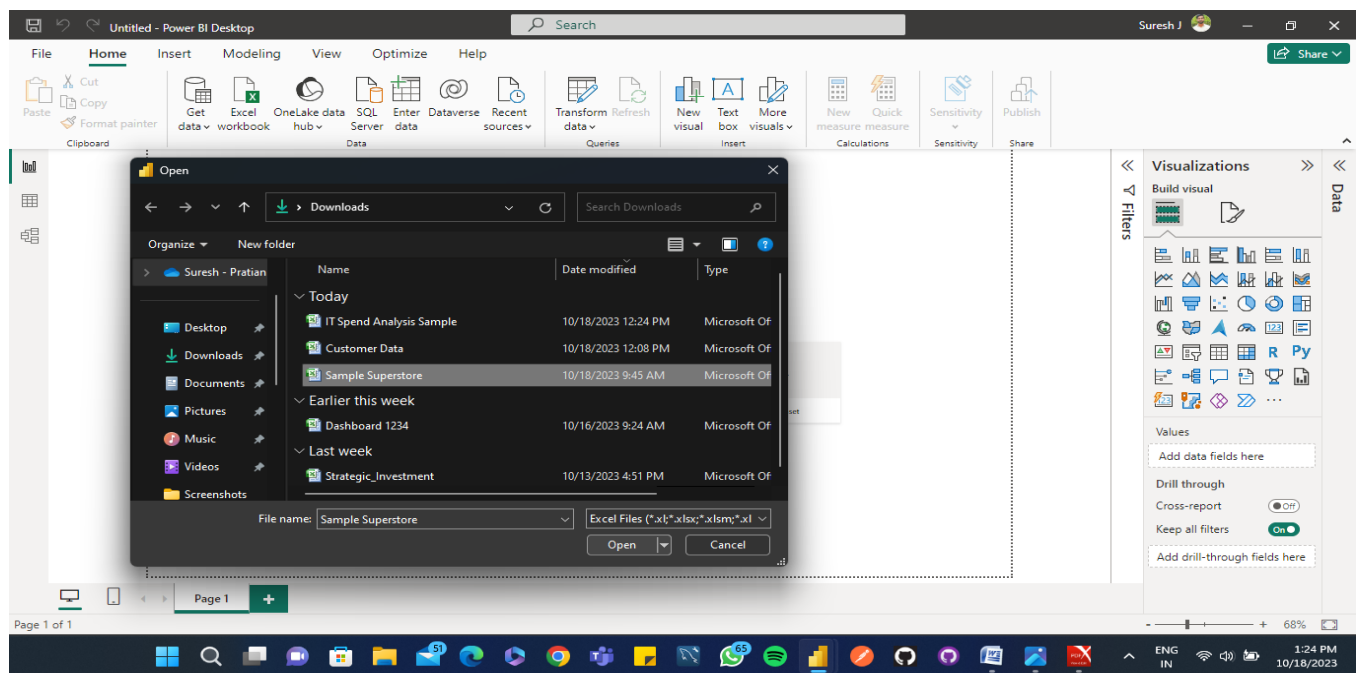 Untitled - Power BI Desktop
Search
Suresh J
File Home Insert Modeling View Optimize Help
Share
Paste
Cut
Copy
Format painter
Clipboard
Get data
Excel workbook
OneLake data hub
SQL Server
Enter data
Dataverse
Recent sources
Data
Transform data
Refresh
Queries
New visual
Text box
More visuals
Insert
New measure
Quick measure
Calculations
Sensitivity
Sensitivity
Publish
Share
Open
Downloads
Search Downloads
Organize New folder
Suresh - Pratian
Desktop
Downloads
Documents
Pictures
Music
Videos
Screenshots
Name Date modified Type
Today
IT Spend Analysis Sample 10/18/2023 12:24 PM Microsoft Of
Customer Data 10/18/2023 12:08 PM Microsoft Of
Sample Superstore 10/18/2023 9:45 AM Microsoft Of
Earlier this week
Dashboard 1234 10/16/2023 9:24 AM Microsoft Of
Last week
Strategic_Investment 10/13/2023 4:51 PM Microsoft Of
File name: Sample Superstore Excel Files (*.xl;*.xlsx;*.xlsm;*.xl
Open Cancel
set
Filters
Visualizations
Build visual
123
R Py
123
Values
Add data fields here
Drill through
Cross-report Off
Keep all filters On
Add drill-through fields here
Data
Page 1
Page 1 of 1
68%
51
65
ENG
IN
1:24 PM
10/18/2023